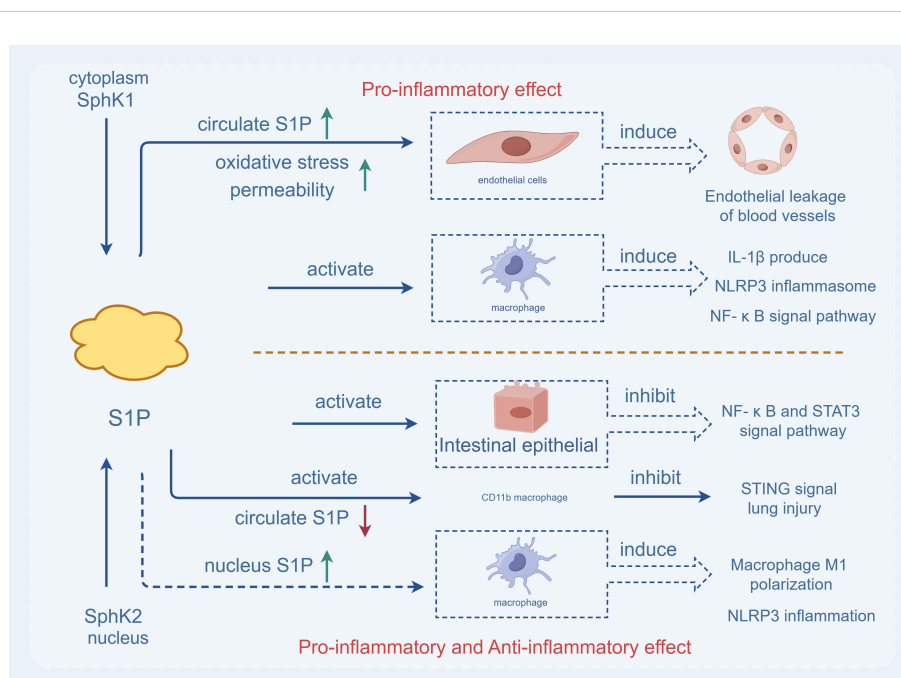 cytoplasm
SphK1
Pro-inflammatory effect
circulate S1P
oxidative stress
permeability
endothelial cells
induce
Endothelial leakage
of blood vessels
activate
macrophage
induce
IL-1β produce
NLRP3 inflammasome
NF- κ B signal pathway
S1P
activate
Intestinal epithelial
inhibit
NF- κ B and STAT3
signal pathway
activate
circulate S1P
CD11b macrophage
inhibit
STING signal
lung injury
nucleus S1P
macrophage
induce
Macrophage M1
polarization
NLRP3 inflammation
SphK2
nucleus
Pro-inflammatory and Anti-inflammatory effect